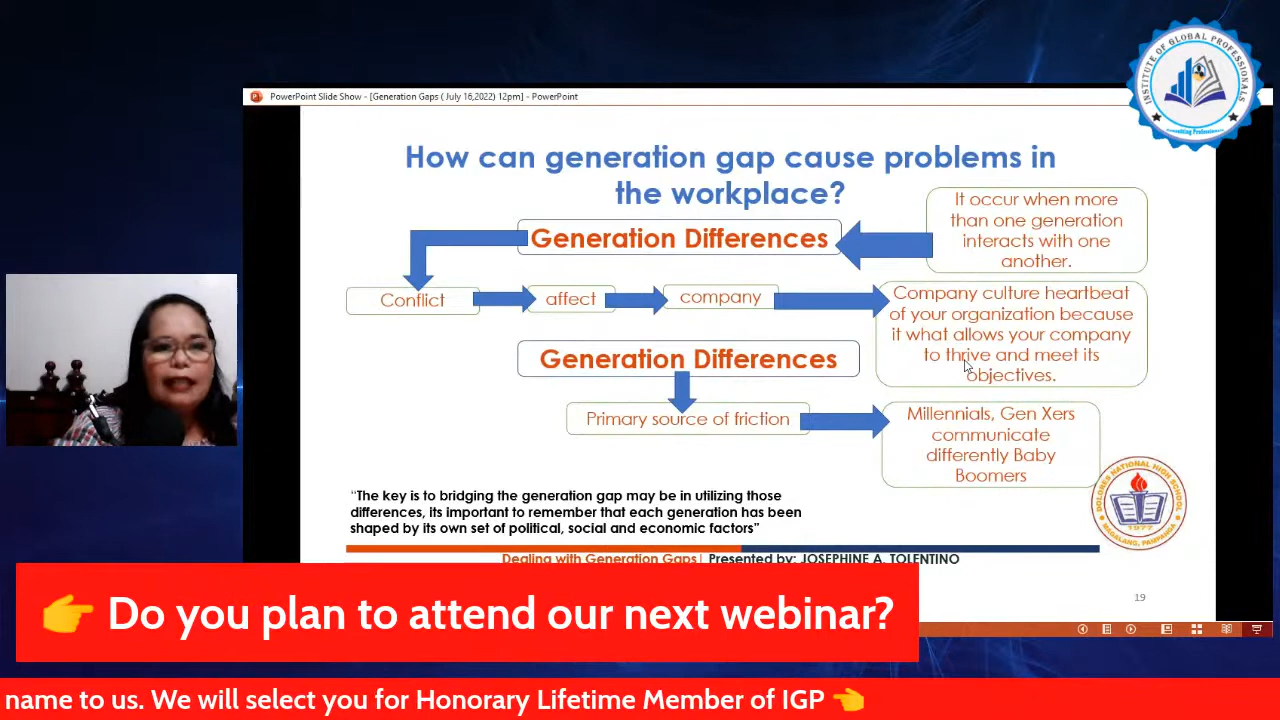 PowerPoint Slide Show - [Generation Gaps ( July 16,2022) 12pm] - PowerPoint
INSTITUTE OF GLOBAL PROFESSIONALS
How can generation gap cause problems in
the workplace?
Generation Differences
It occur when more
than one generation
interacts with one
another.
Conflict
affect
company
Company culture heartbeat
of your organization because
it what allows your company
to thrive and meet its
objectives.
Generation Differences
Primary source of friction
Millennials, Gen Xers
communicate
differently Baby
Boomers
“The key is to bridging the generation gap may be in utilizing those
differences, its important to remember that each generation has been
shaped by its own set of political, social and economic factors”
DOLORES NATIONAL HIGH SCHOOL
1977
MAGALANG, PAMPANGA
Dealing with Generation Gaps| Presented by: JOSEPHINE A. TOLENTINO
19
👉 Do you plan to attend our next webinar?
name to us. We will select you for Honorary Lifetime Member of IGP 👈